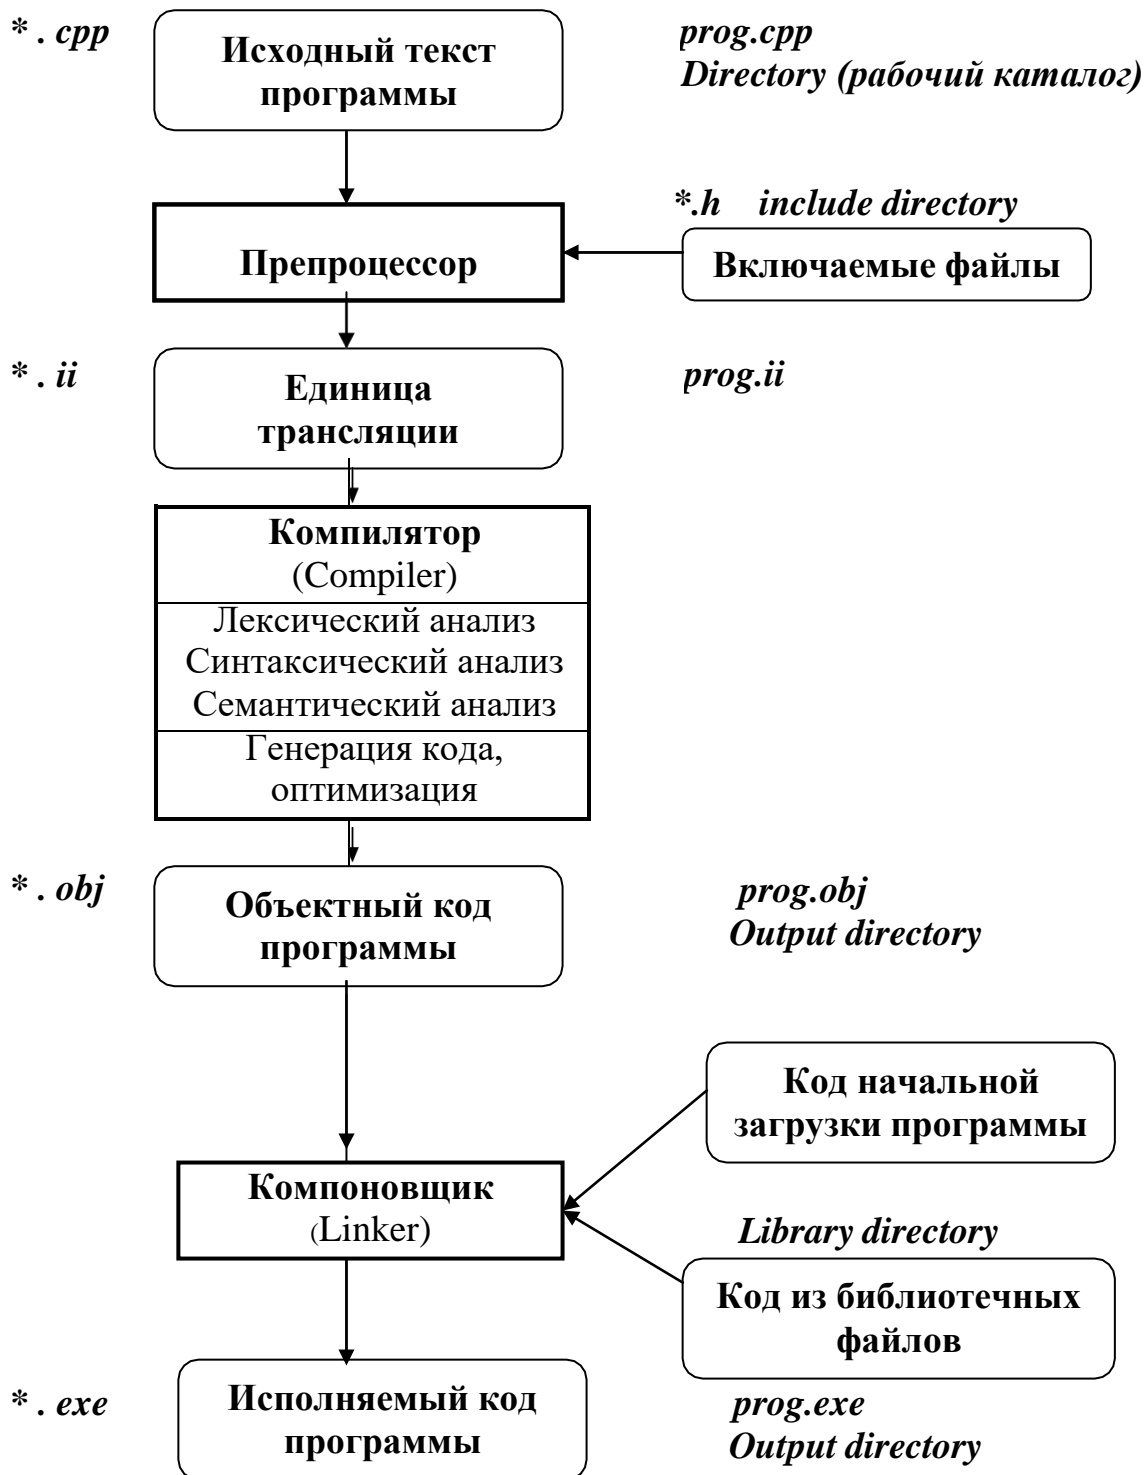 * . cpp
Исходный текст
программы
prog.cpp
Directory (рабочий каталог)
*.h include directory
Препроцессор
Включаемые файлы
* . ii
Единица
трансляции
prog.ii
Компилятор
(Compiler)
Лексический анализ
Синтаксический анализ
Семантический анализ
Генерация кода,
оптимизация
* . obj
Объектный код
программы
prog.obj
Output directory
Код начальной
загрузки программы
Компоновщик
(Linker)
Library directory
Код из библиотечных
файлов
* . exe
Исполняемый код
программы
prog.exe
Output directory